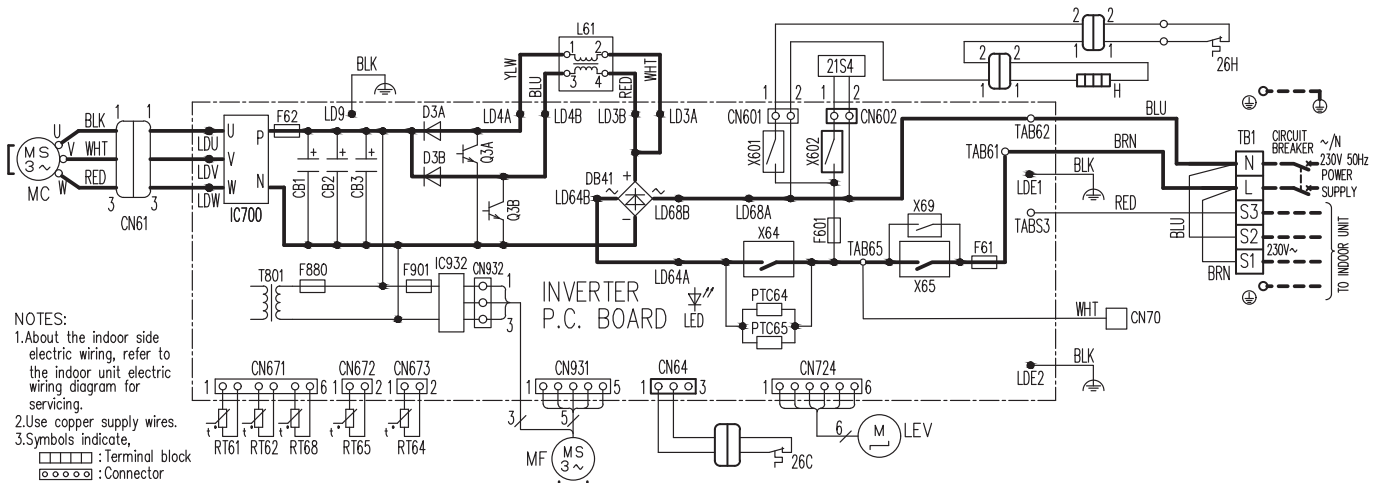 L61
1 2
3 4
YLW
BLU
RED
WHT
BLK
F62
LD9
D3A
D3B
Q3A
Q3B
LD4A
LD4B
LD3B
LD3A
CN601
1 2
21S4
1 2
CN602
X601
X602
2 2
1 1
26H
2 2
1 1
H
BLU
TAB62
BRN
TAB61
TB1
CIRCUIT
BREAKER
~/N
230V 50Hz
POWER
SUPPLY
N
L
S3
S2
S1
230V~
TO INDOOR UNIT
BLU
BRN
BLK
LDE1
RED
TABS3
MS
3~
MC
U
V
W
BLK
WHT
RED
1 1
3 3
CN61
LDU
LDV
LDW
U
V
W
P
N
IC700
CB1
+
CB2
+
CB3
+
DB41
+
~ ~
−
LD64B
LD68B
LD68A
F601
X64
LD64A
TAB65
X69
X65
F61
PTC64
PTC65
LED
INVERTER
P.C. BOARD
T801
F880
F901
IC932
CN932
1
3
WHT
CN70
BLK
LDE2
NOTES:
1.About the indoor side
electric wiring, refer to
the indoor unit electric
wiring diagram for
servicing.
2.Use copper supply wires.
3.Symbols indicate,
: Terminal block
: Connector
CN671
1 6
t° t° t°
RT61 RT62 RT68
CN672
1 2
t°
RT65
CN673
1 2
t°
RT64
CN931
1 5
3
5
MF
MS
3~
CN64
1 3
26C
CN724
1 6
6
M
LEV